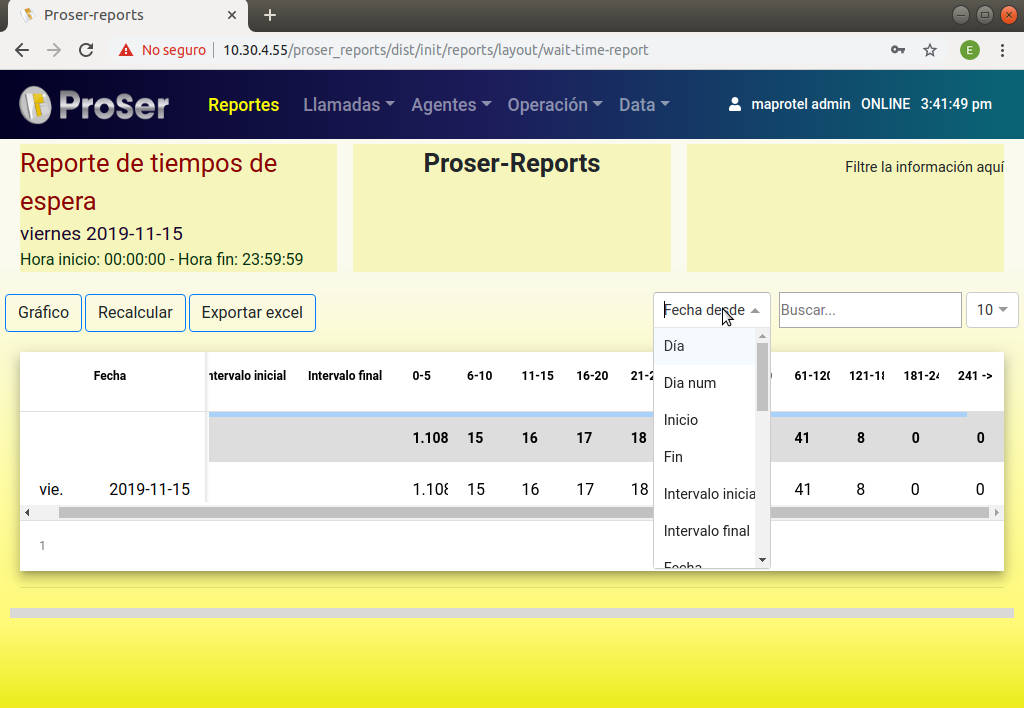 Proser-reports
No seguro
10.30.4.55/proser_reports/dist/init/reports/layout/wait-time-report
E
ProSer
Reportes
Llamadas
Agentes
Operación
Data
maprotel admin
ONLINE
3:41:49 pm
Reporte de tiempos de
espera
viernes 2019-11-15
Hora inicio: 00:00:00 - Hora fin: 23:59:59
Proser-Reports
Filtre la información aquí
Gráfico
Recalcular
Exportar excel
Fecha desde
Buscar...
10
Día
Dia num
Inicio
Fin
Intervalo inicia
Intervalo final
Fecha
Fecha
ntervalo inicial
Intervalo final
0-5
6-10
11-15
16-20
21-2
61-120
121-18
181-24
241 ->
1.108
15
16
17
18
41
8
0
0
vie.
2019-11-15
1.108
15
16
17
18
41
8
0
0
1